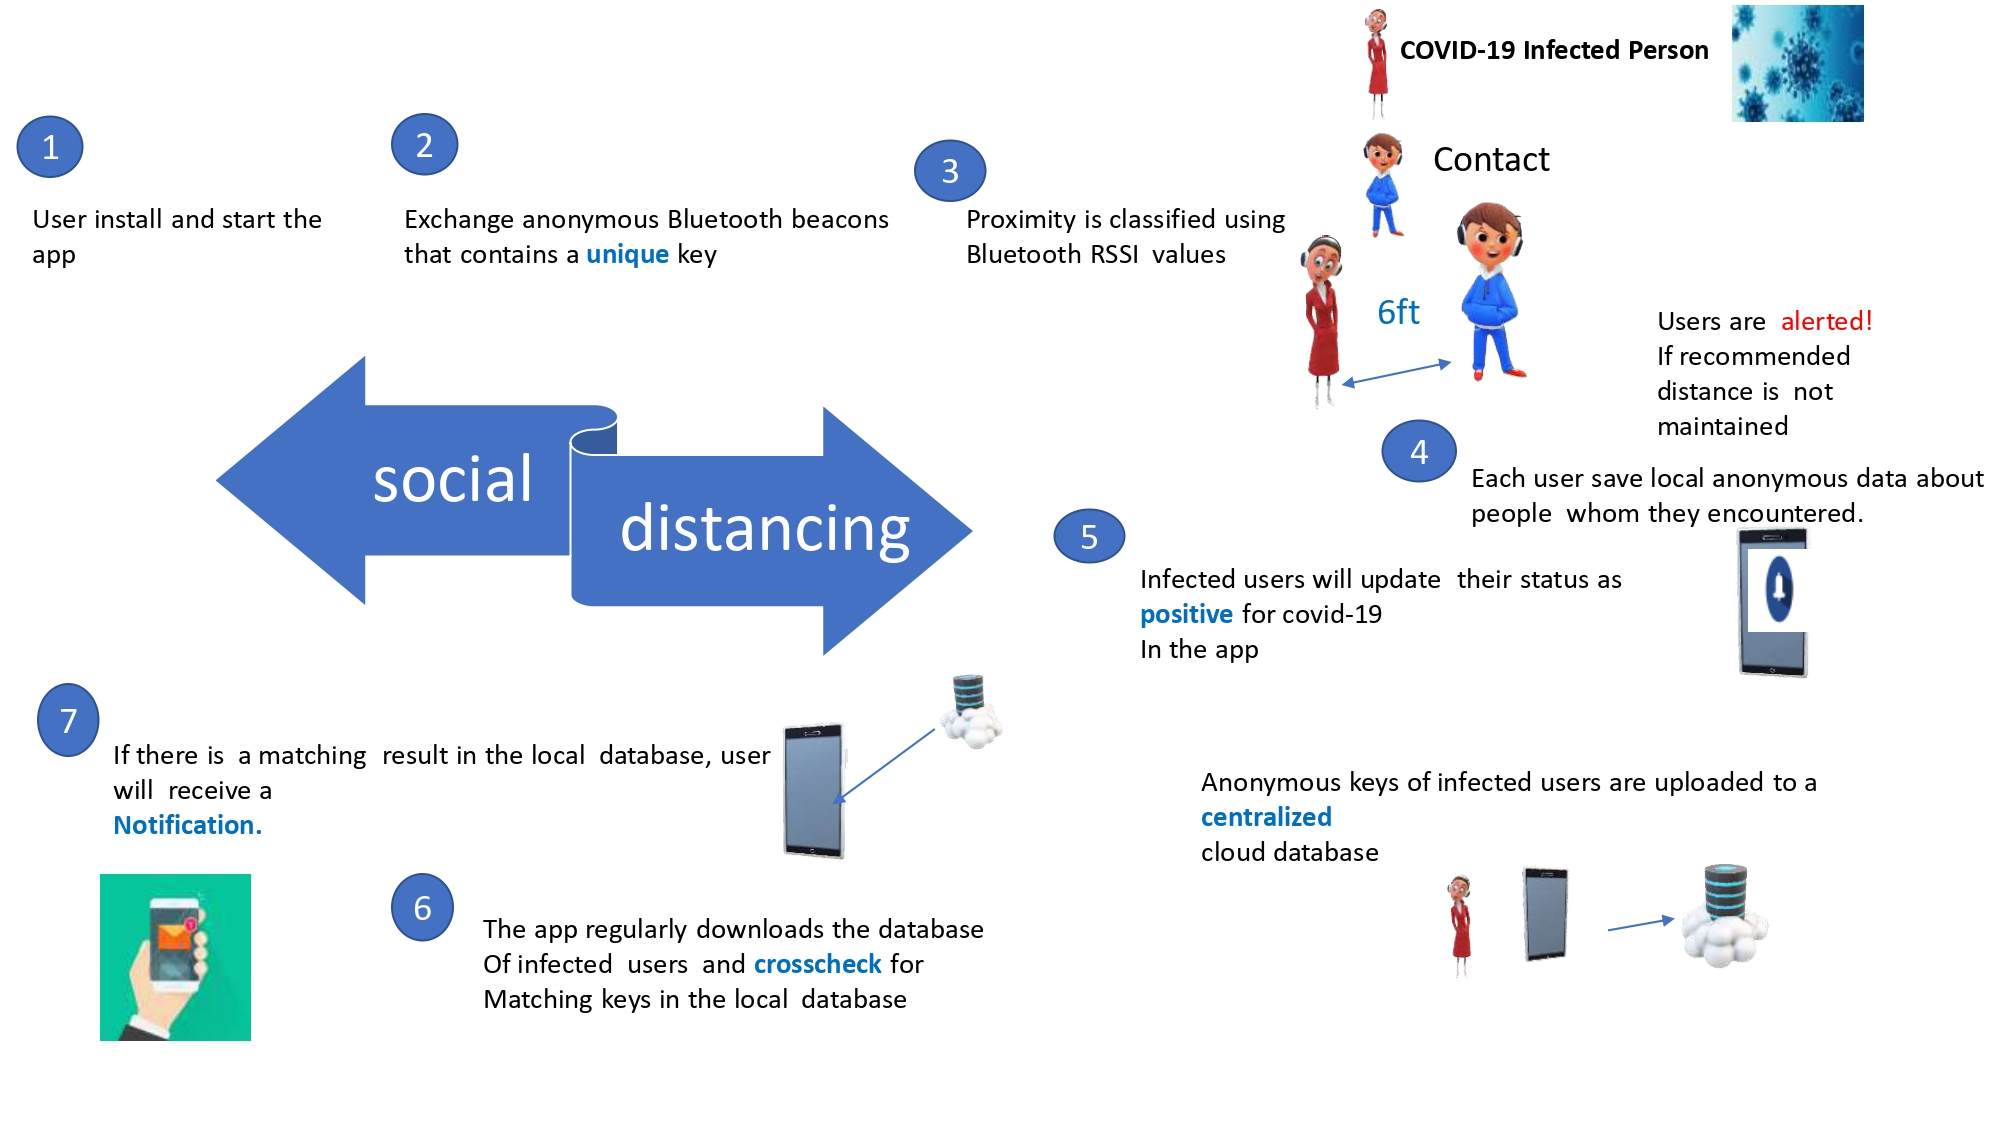 COVID-19 Infected Person
Contact
1
User install and start the
app
2
Exchange anonymous Bluetooth beacons
that contains a unique key
3
Proximity is classified using
Bluetooth RSSI values
6ft
Users are alerted!
If recommended
distance is not
maintained
4
Each user save local anonymous data about
people whom they encountered.
social
distancing
5
Infected users will update their status as
positive for covid-19
In the app
Anonymous keys of infected users are uploaded to a
centralized
cloud database
6
The app regularly downloads the database
Of infected users and crosscheck for
Matching keys in the local database
7
If there is a matching result in the local database, user
will receive a
Notification.